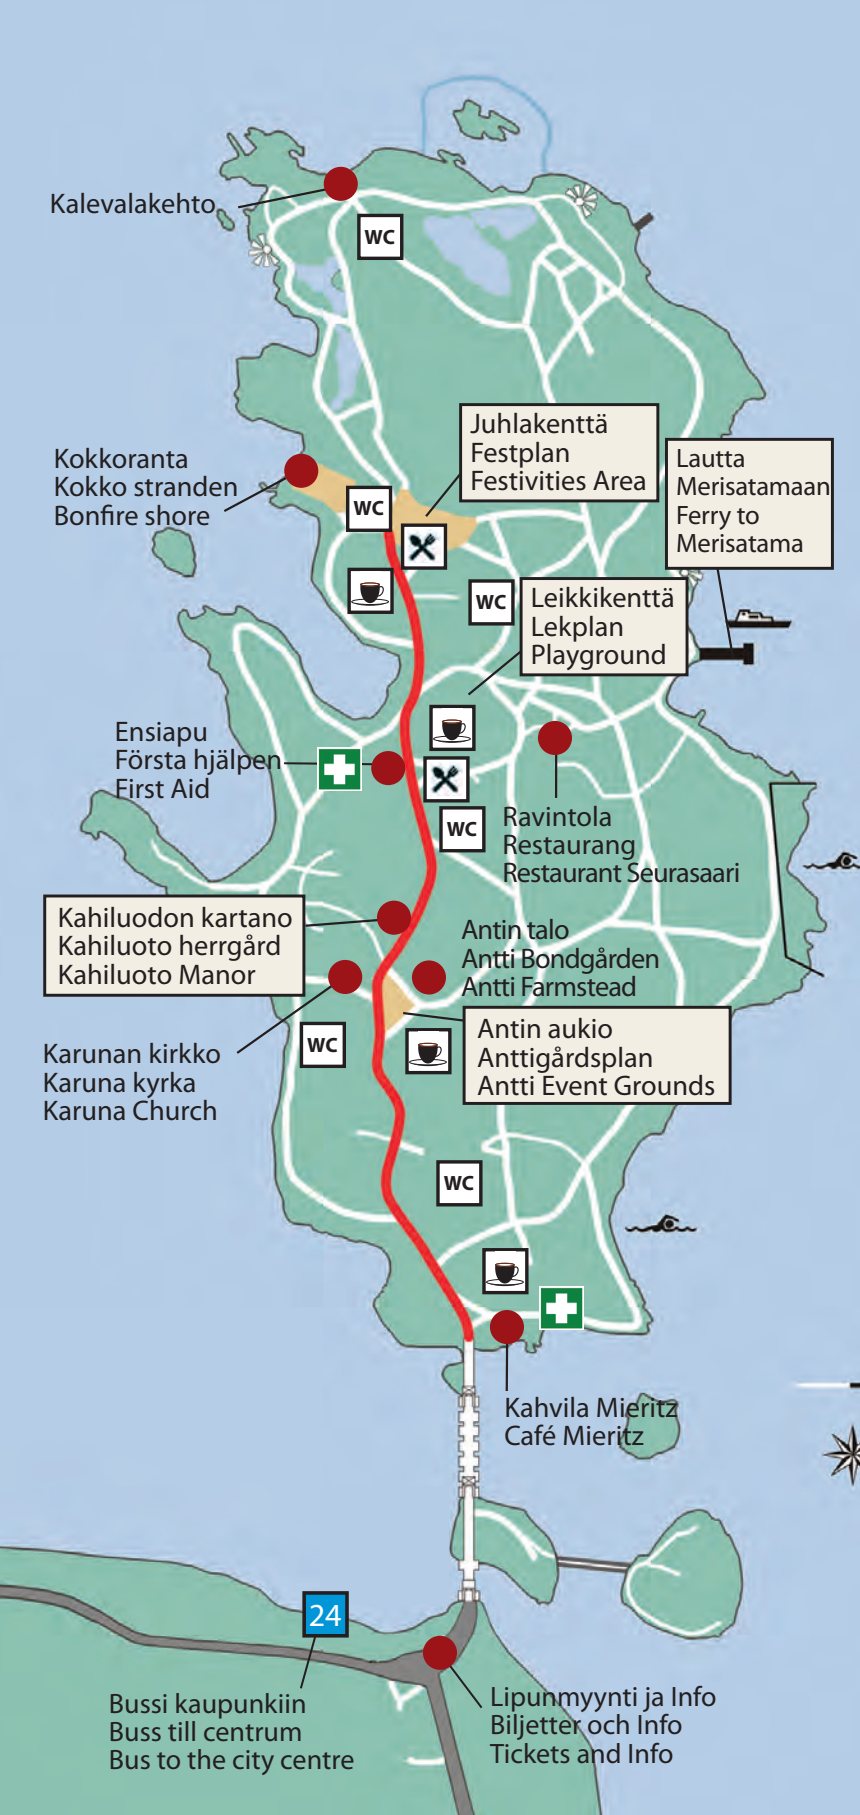 Kalevalakehto
WC
Juhlakenttä
Festplan
Festivities Area
Lautta
Merisatamaan
Ferry to
Merisatama
Kokkoranta
Kokko stranden
Bonfire shore
WC
WC
Leikkikenttä
Lekplan
Playground
Ensiapu
Första hjälpen
First Aid
WC
Ravintola
Restaurang
Restaurant Seurasaari
Kahiluodon kartano
Kahiluoto herrgård
Kahiluoto Manor
Antin talo
Antti Bondgården
Antti Farmstead
Antin aukio
Anttigårdsplan
Antti Event Grounds
WC
Karunan kirkko
Karuna kyrka
Karuna Church
WC
Kahvila Mieritz
Café Mieritz
24
Bussi kaupunkiin
Buss till centrum
Bus to the city centre
Lipunmyynti ja Info
Biljetter och Info
Tickets and Info